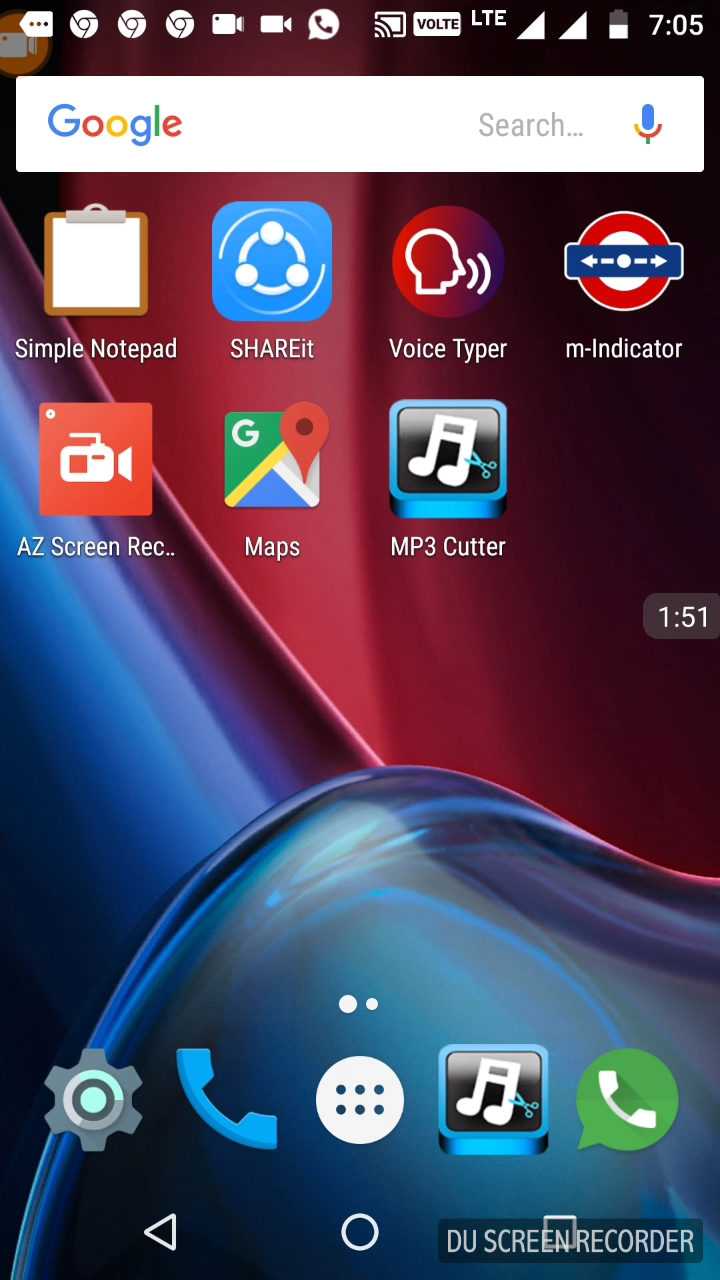 VOLTE LTE 7:05
Google Search...
Simple Notepad SHAREit Voice Typer m-Indicator
G
AZ Screen Rec.. Maps MP3 Cutter
1:51
DU SCREEN RECORDER